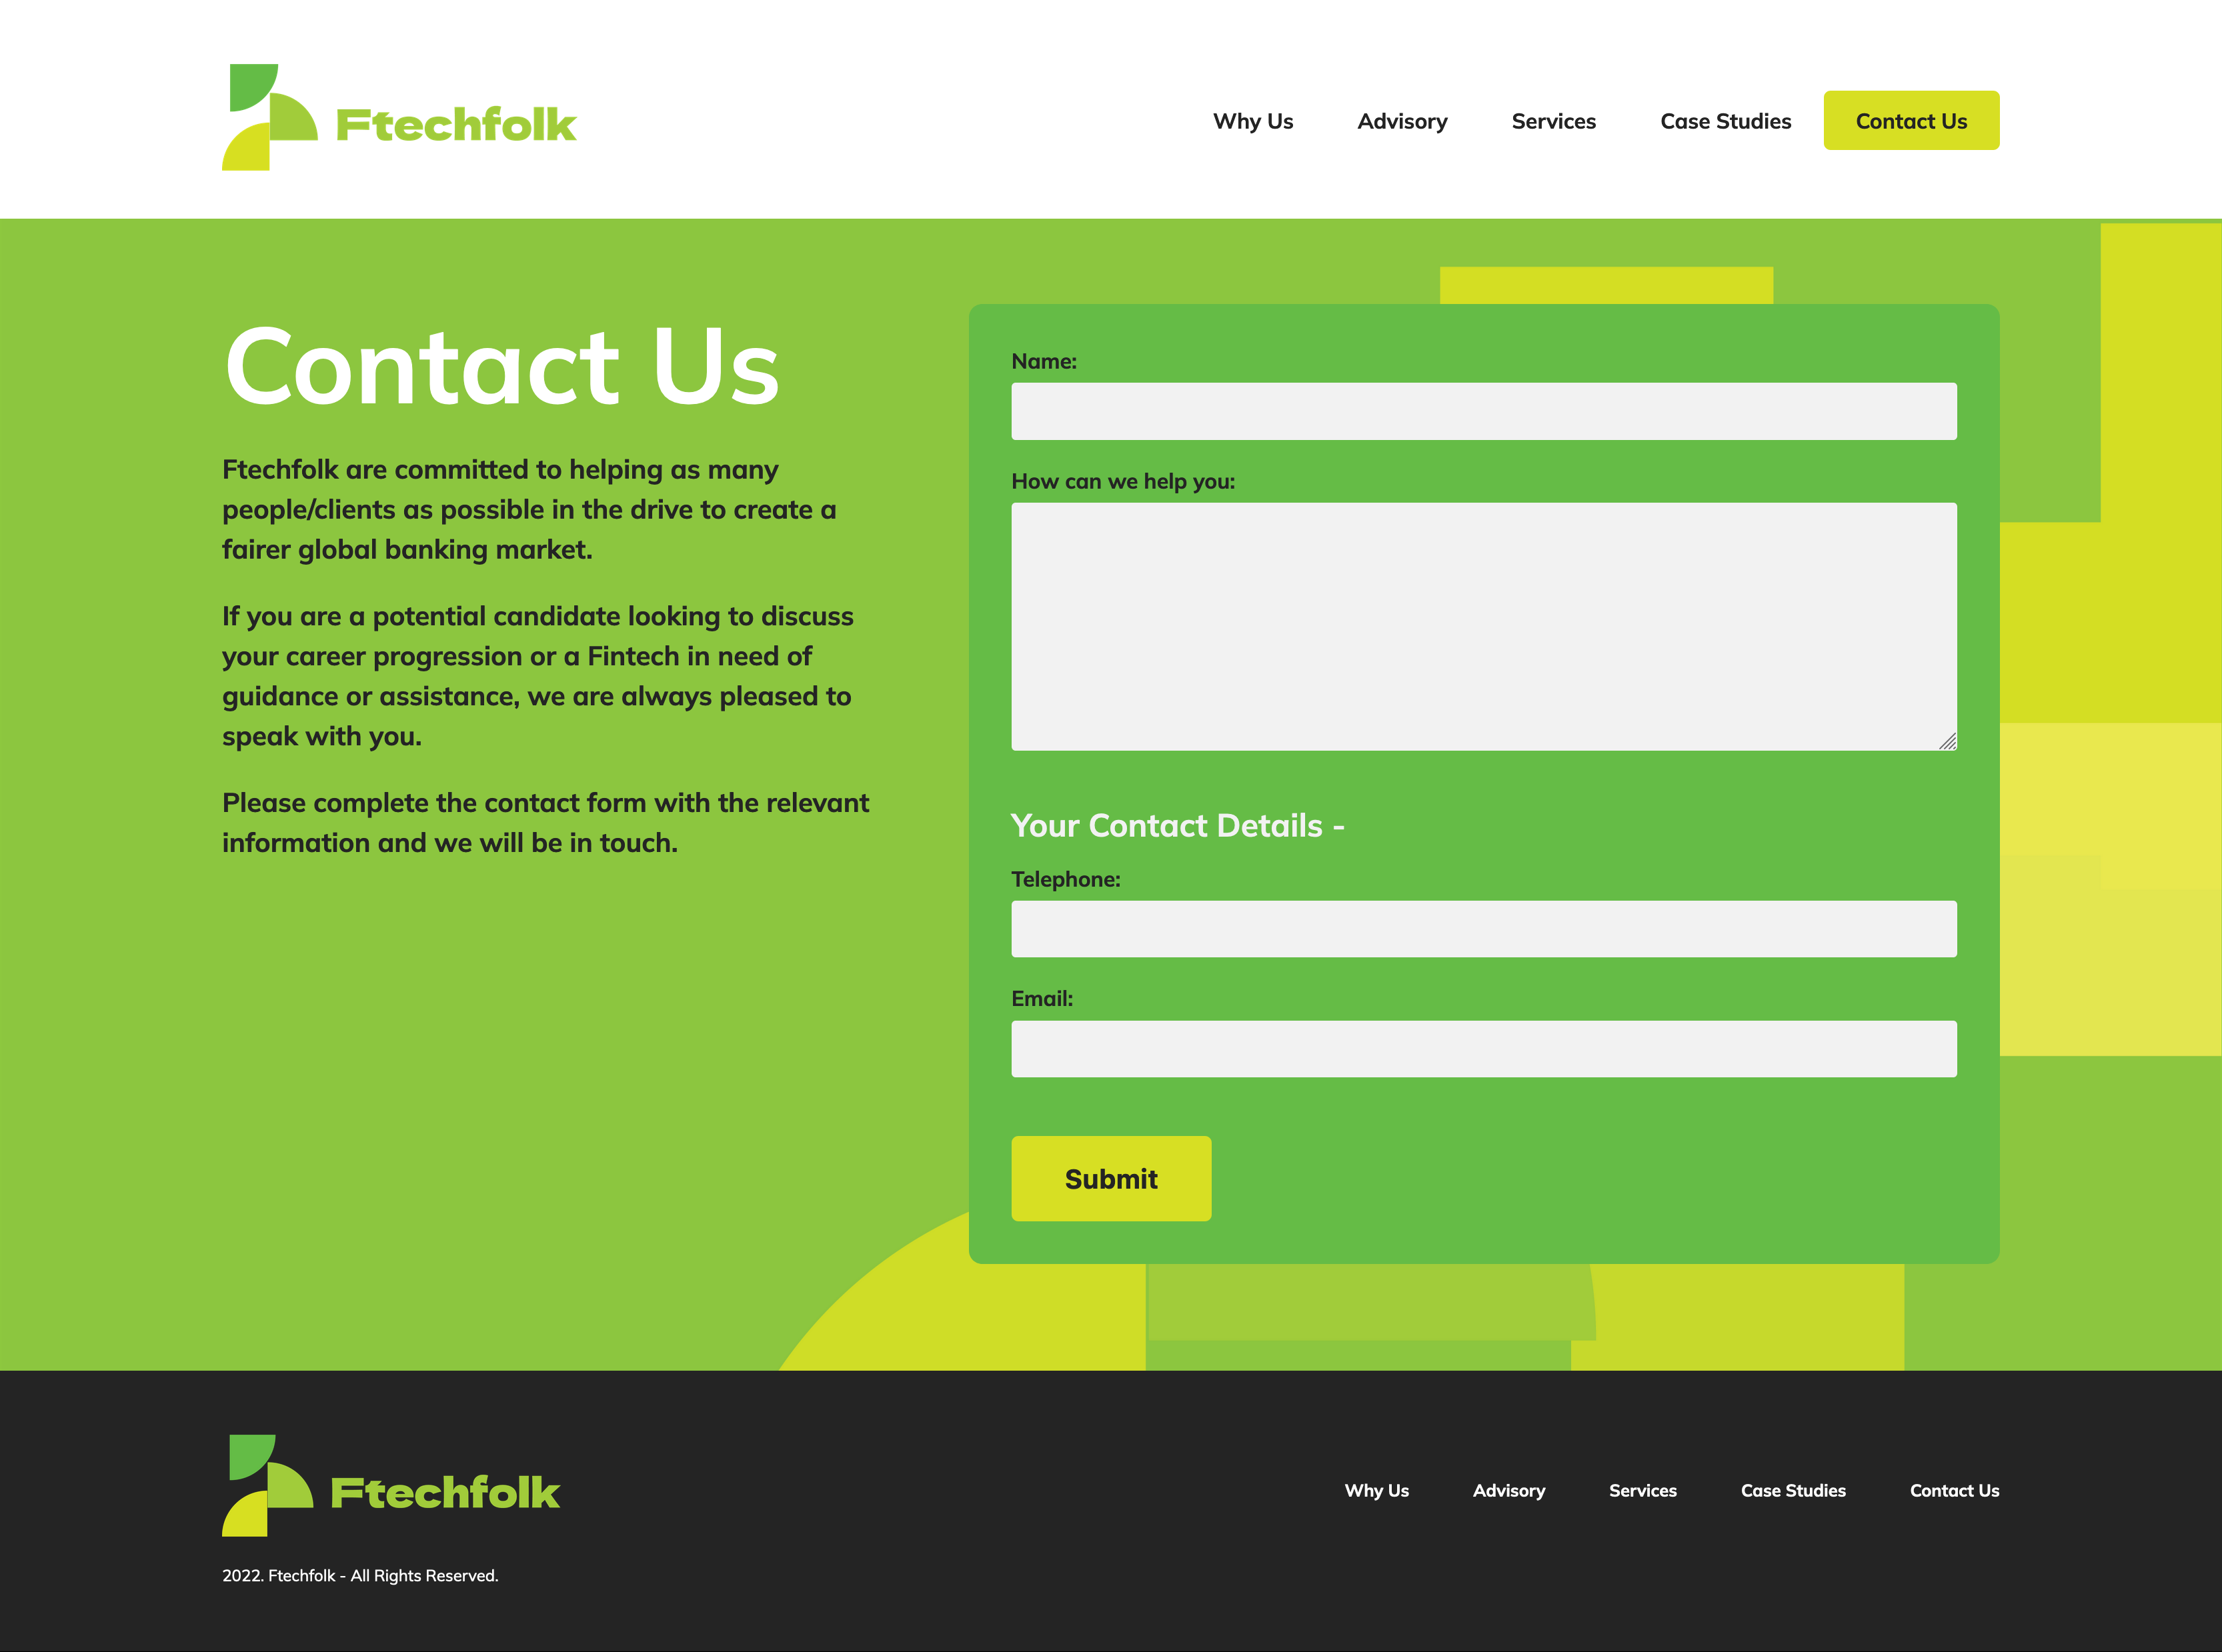 Ftechfolk
Why Us
Advisory
Services
Case Studies
Contact Us
Contact Us
Ftechfolk are committed to helping as many
people/clients as possible in the drive to create a
fairer global banking market.
If you are a potential candidate looking to discuss
your career progression or a Fintech in need of
guidance or assistance, we are always pleased to
speak with you.
Please complete the contact form with the relevant
information and we will be in touch.
Name:
How can we help you:
Your Contact Details -
Telephone:
Email:
Submit
Ftechfolk
Why Us
Advisory
Services
Case Studies
Contact Us
2022. Ftechfolk - All Rights Reserved.